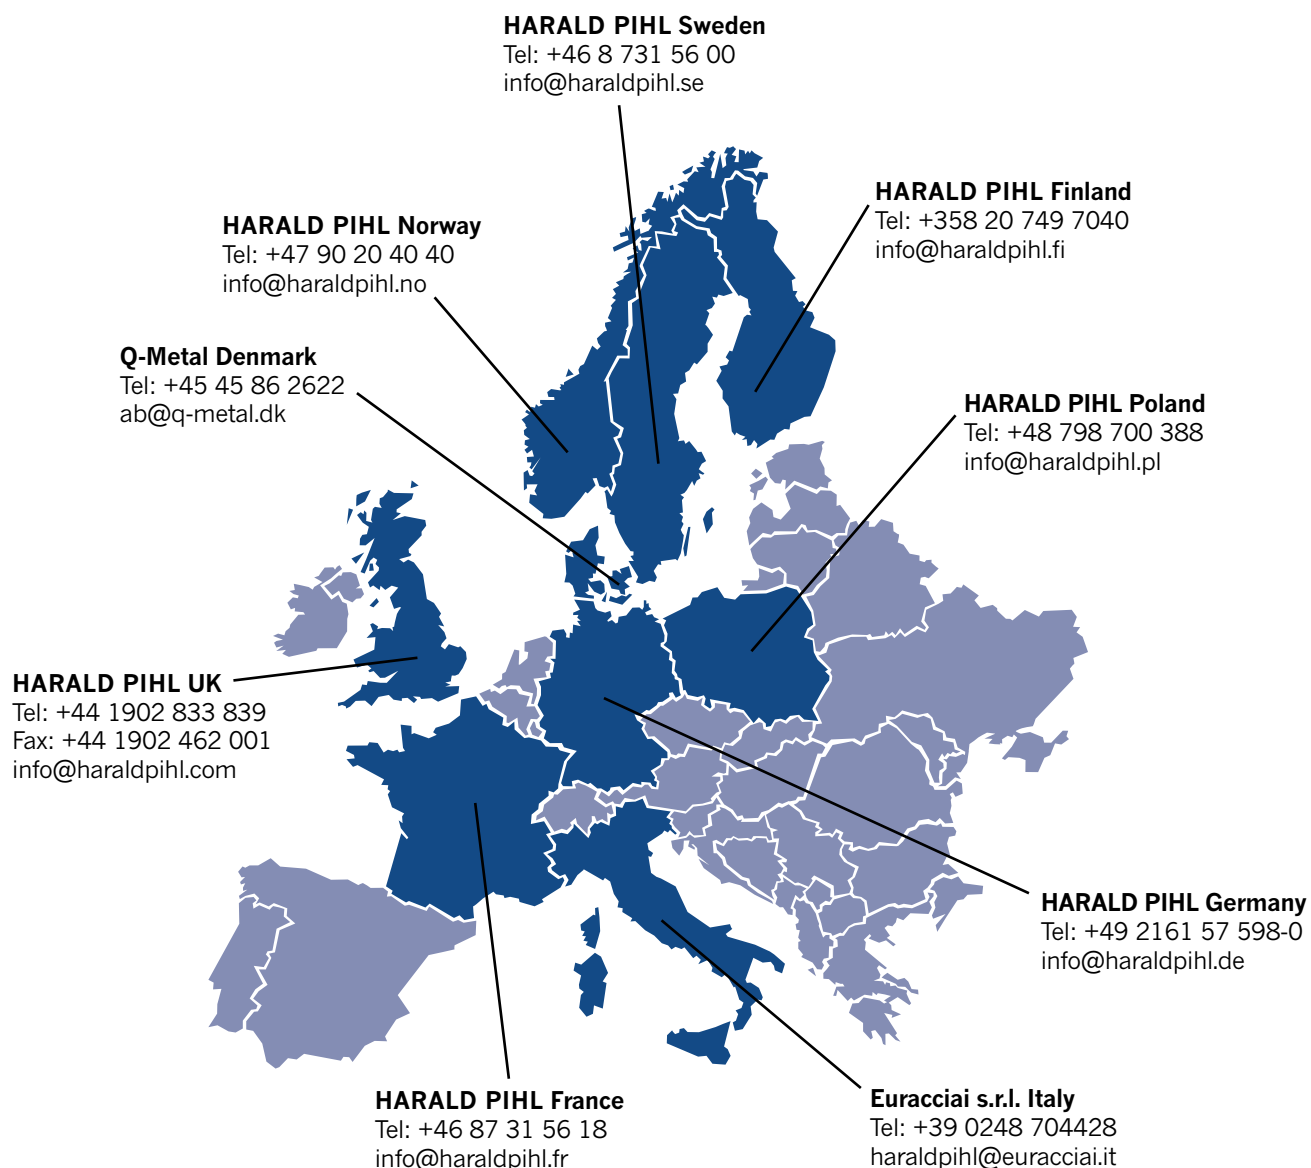 HARALD PIHL Sweden
Tel: +46 8 731 56 00
info@haraldpihl.se
HARALD PIHL Finland
Tel: +358 20 749 7040
info@haraldpihl.fi
HARALD PIHL Norway
Tel: +47 90 20 40 40
info@haraldpihl.no
Q-Metal Denmark
Tel: +45 45 86 2622
ab@q-metal.dk
HARALD PIHL Poland
Tel: +48 798 700 388
info@haraldpihl.pl
HARALD PIHL UK
Tel: +44 1902 833 839
Fax: +44 1902 462 001
info@haraldpihl.com
HARALD PIHL Germany
Tel: +49 2161 57 598-0
info@haraldpihl.de
HARALD PIHL France
Tel: +46 87 31 56 18
info@haraldpihl.fr
Euracciai s.r.l. Italy
Tel: +39 0248 704428
haraldpihl@euracciai.it